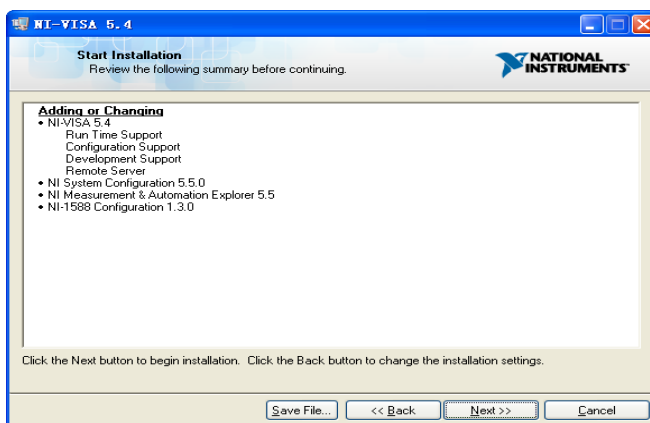 NI-VISA 5.4
Start Installation
Review the following summary before continuing.
NATIONAL
INSTRUMENTS
Adding or Changing
• NI-VISA 5.4
Run Time Support
Configuration Support
Development Support
Remote Server
• NI System Configuration 5.5.0
• NI Measurement & Automation Explorer 5.5
• NI-1588 Configuration 1.3.0
Click the Next button to begin installation. Click the Back button to change the installation settings.
Save File... << Back Next >> Cancel